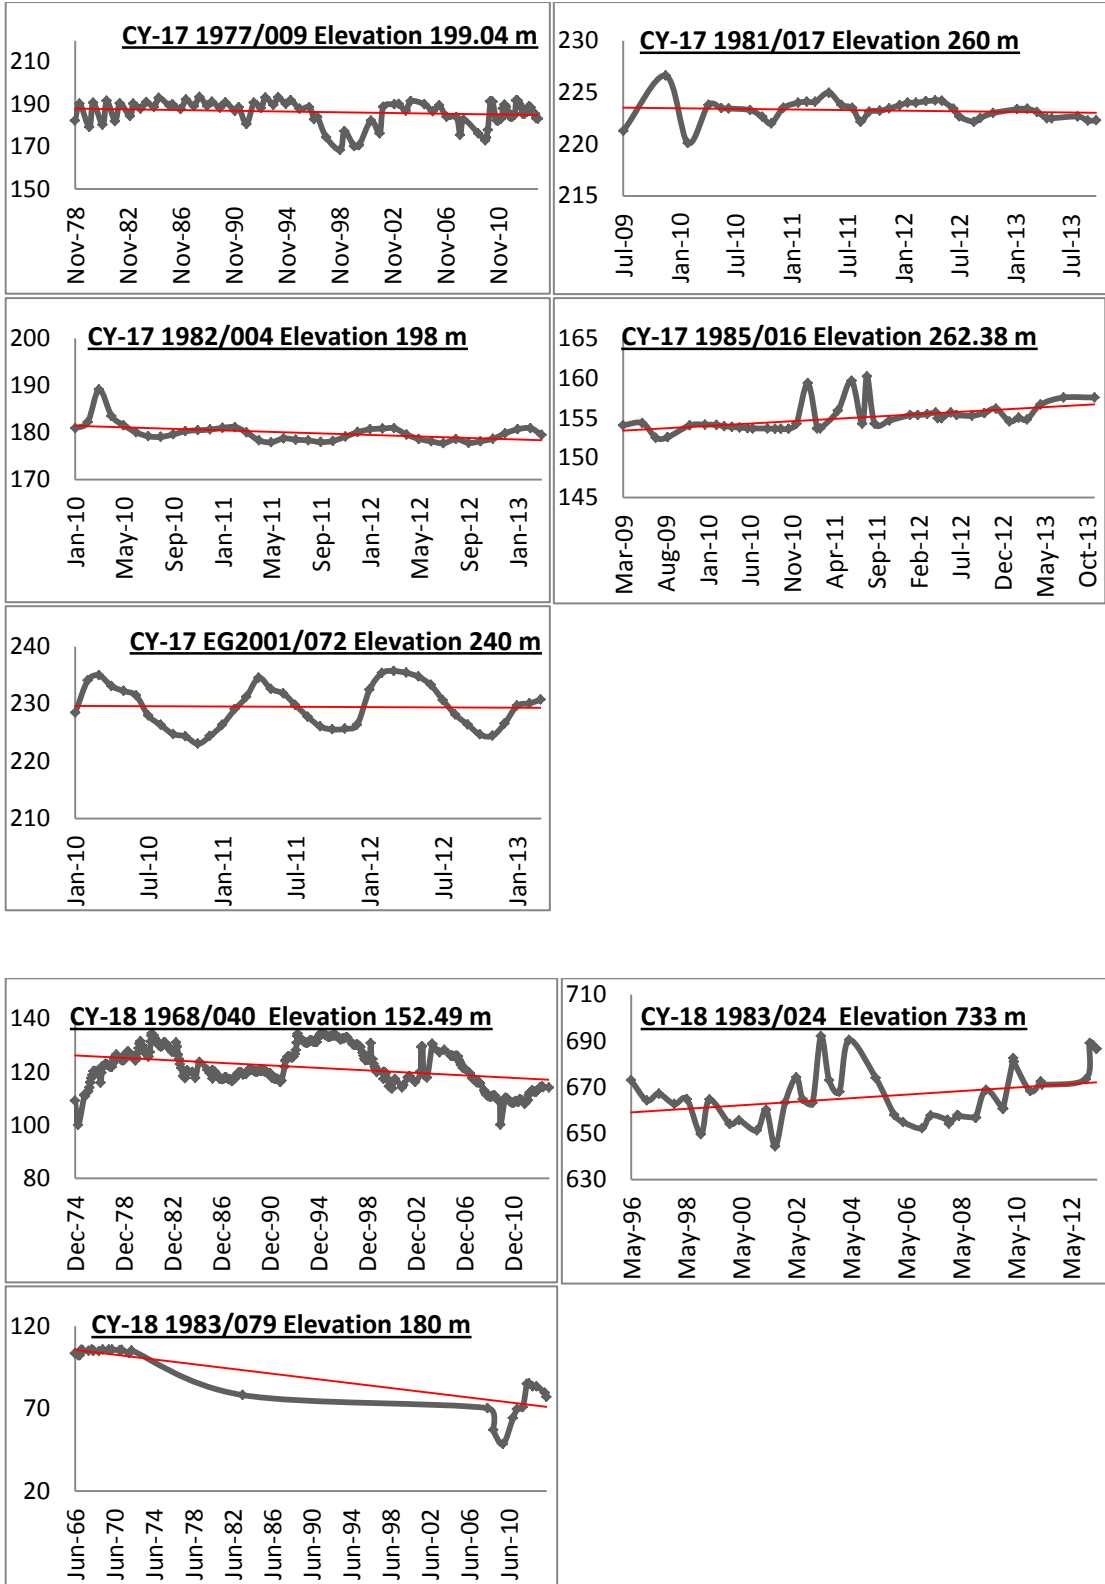 CY-17 1977/009 Elevation 199.04 m
210
190
170
150
Nov-78
Nov-82
Nov-86
Nov-90
Nov-94
Nov-98
Nov-02
Nov-06
Nov-10
CY-17 1981/017 Elevation 260 m
230
225
220
215
Jul-09
Jan-10
Jul-10
Jan-11
Jul-11
Jan-12
Jul-12
Jan-13
Jul-13
CY-17 1982/004 Elevation 198 m
200
190
180
170
Jan-10
May-10
Sep-10
Jan-11
May-11
Sep-11
Jan-12
May-12
Sep-12
Jan-13
CY-17 1985/016 Elevation 262.38 m
165
160
155
150
145
Mar-09
Aug-09
Jan-10
Jun-10
Nov-10
Apr-11
Sep-11
Feb-12
Jul-12
Dec-12
May-13
Oct-13
CY-17 EG2001/072 Elevation 240 m
240
230
220
210
Jan-10
Jul-10
Jan-11
Jul-11
Jan-12
Jul-12
Jan-13
CY-18 1968/040  Elevation 152.49 m
140
120
100
80
Dec-74
Dec-78
Dec-82
Dec-86
Dec-90
Dec-94
Dec-98
Dec-02
Dec-06
Dec-10
CY-18 1983/024  Elevation 733 m
710
690
670
650
630
May-96
May-98
May-00
May-02
May-04
May-06
May-08
May-10
May-12
CY-18 1983/079 Elevation 180 m
120
70
20
Jun-66
Jun-70
Jun-74
Jun-78
Jun-82
Jun-86
Jun-90
Jun-94
Jun-98
Jun-02
Jun-06
Jun-10